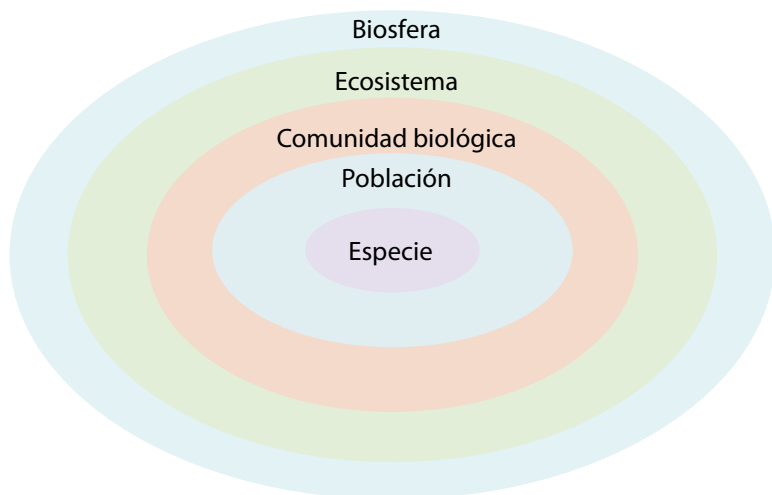 Biosfera
Ecosistema
Comunidad biológica
Población
Especie